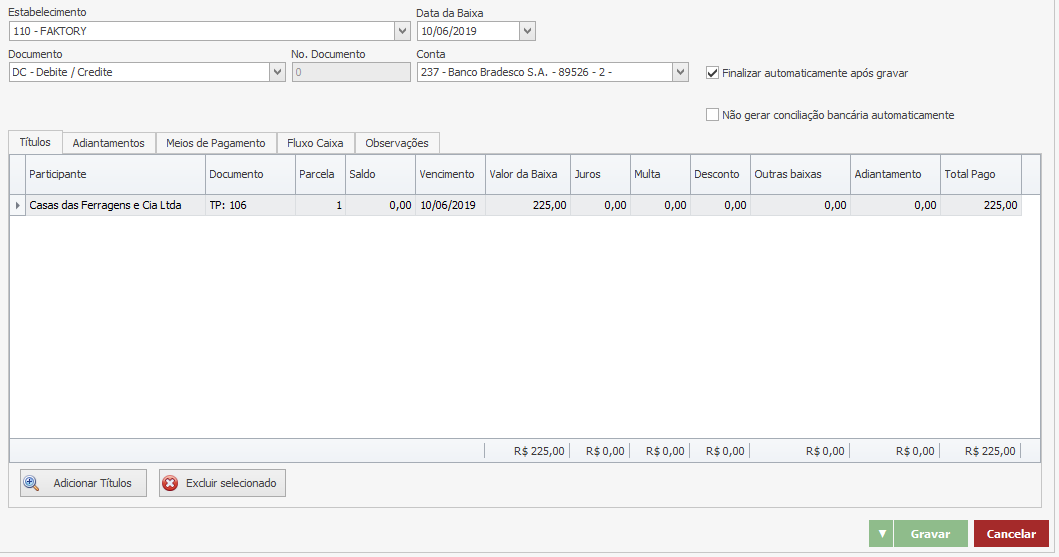 Estabelecimento Data da Baixa
110 - FAKTORY 10/06/2019
Documento No. Documento Conta
DC - Debite / Credite 0 237 - Banco Bradesco S.A. - 89526 - 2 - Finalizar automaticamente após gravar
Não gerar conciliação bancária automaticamente
Títulos Adiantamentos Meios de Pagamento Fluxo Caixa Observações
Participante Documento Parcela Saldo Vencimento Valor da Baixa Juros Multa Desconto Outras baixas Adiantamento Total Pago
Casas das Ferragens e Cia Ltda TP: 106 1 0,00 10/06/2019 225,00 0,00 0,00 0,00 0,00 0,00 225,00
R$ 225,00 R$ 0,00 R$ 0,00 R$ 0,00 R$ 0,00 R$ 0,00 R$ 225,00
Adicionar Títulos Excluir selecionado
Gravar Cancelar